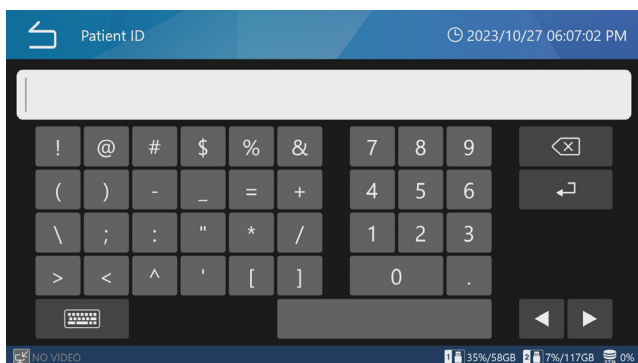 Patient ID
2023/10/27 06:07:02 PM
! @ # $ % & 7 8 9
( ) - _ = + 4 5 6
\ ; : " * / 1 2 3
> < ^ ' [ ] 0 .
NO VIDEO 1 35%/58GB 2 7%/117GB 1TB 0%